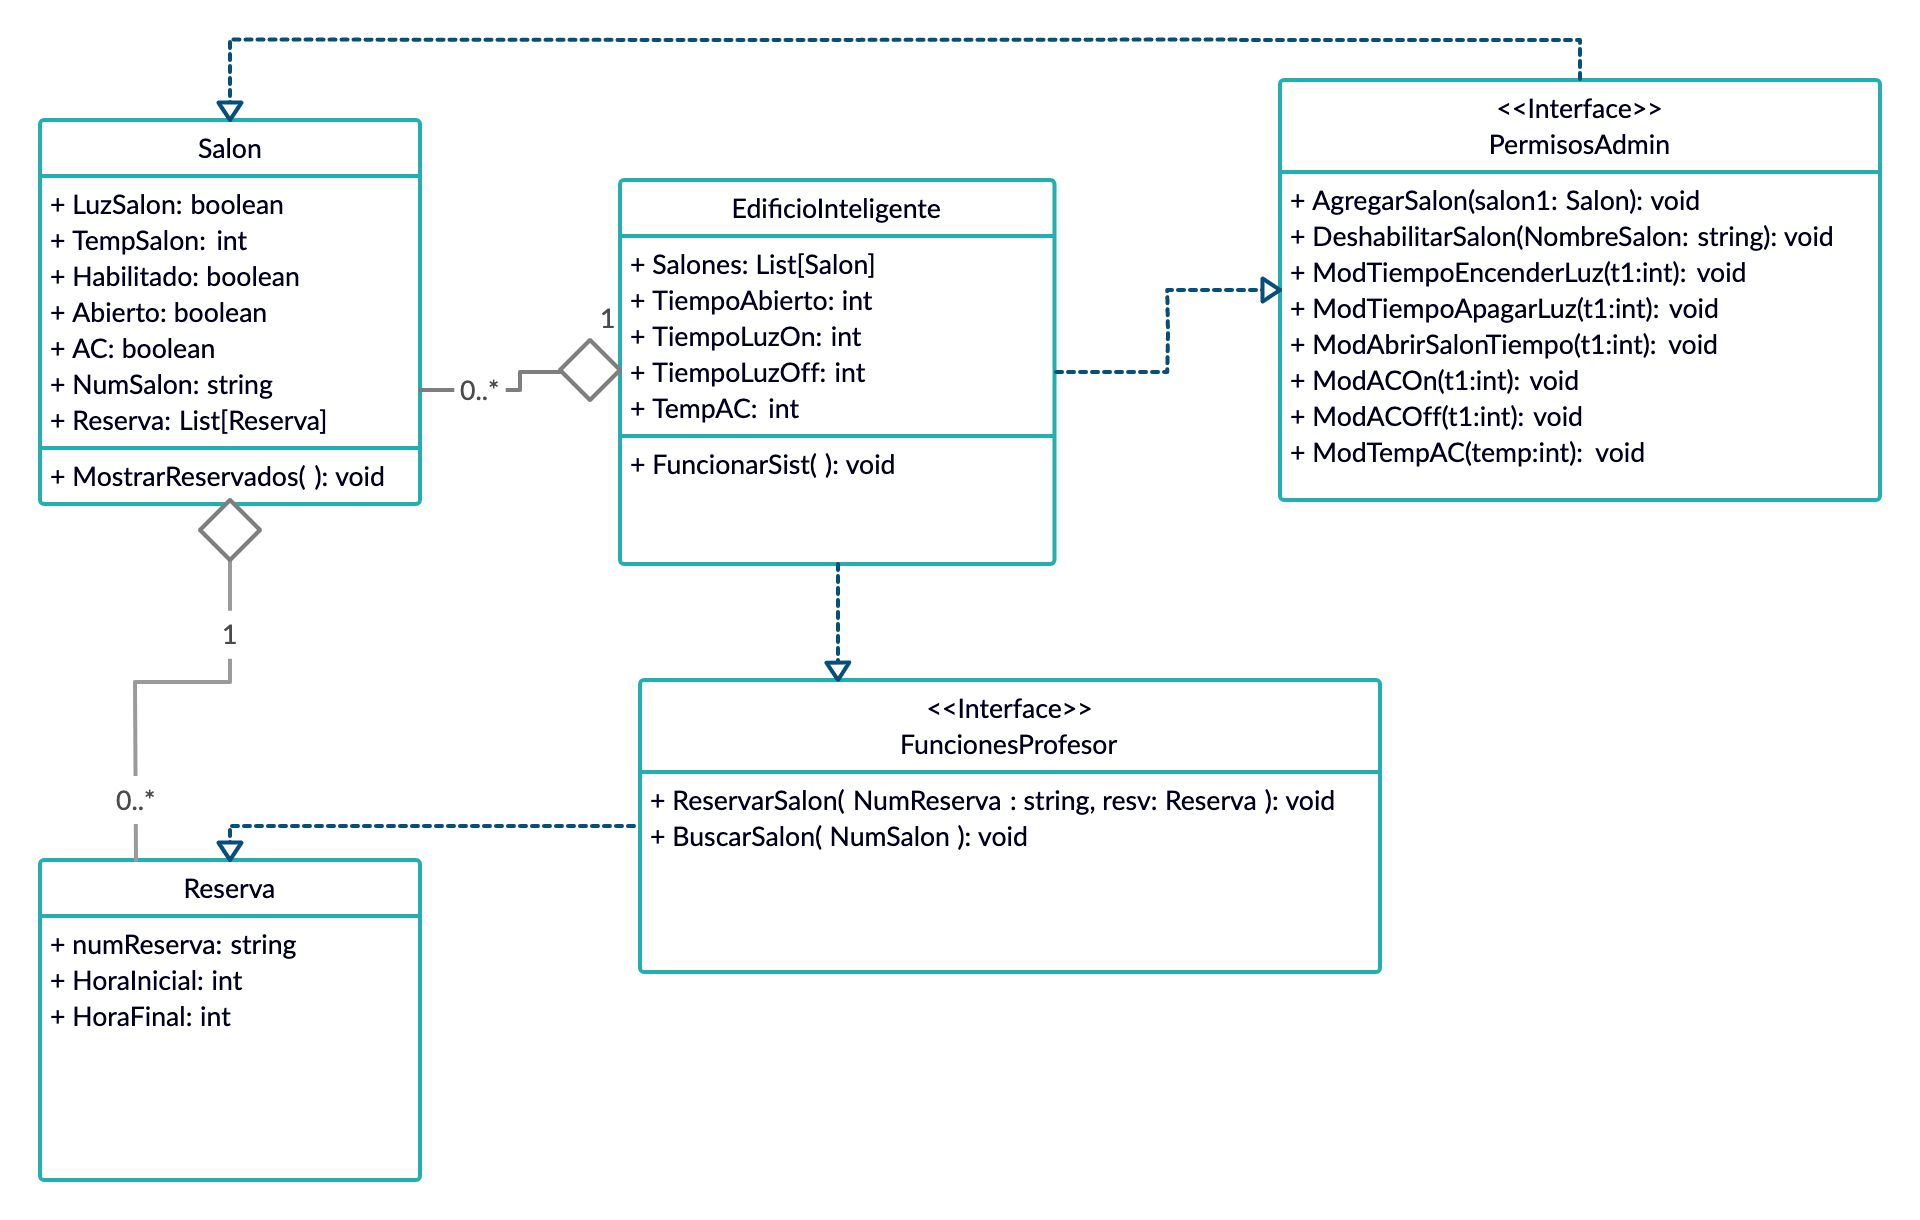 Salon
+ LuzSalon: boolean
+ TempSalon: int
+ Habilitado: boolean
+ Abierto: boolean
+ AC: boolean
+ NumSalon: string
+ Reserva: List[Reserva]
+ MostrarReservados( ): void
0..*
1
EdificioInteligente
+ Salones: List[Salon]
+ TiempoAbierto: int
+ TiempoLuzOn: int
+ TiempoLuzOff: int
+ TempAC: int
+ FuncionarSist( ): void
<<Interface>>
PermisosAdmin
+ AgregarSalon(salon1: Salon): void
+ DeshabilitarSalon(NombreSalon: string): void
+ ModTiempoEncenderLuz(t1:int): void
+ ModTiempoApagarLuz(t1:int): void
+ ModAbrirSalonTiempo(t1:int): void
+ ModACOn(t1:int): void
+ ModACOff(t1:int): void
+ ModTempAC(temp:int): void
1
0..*
<<Interface>>
FuncionesProfesor
+ ReservarSalon( NumReserva : string, resv: Reserva ): void
+ BuscarSalon( NumSalon ): void
Reserva
+ numReserva: string
+ HoraInicial: int
+ HoraFinal: int